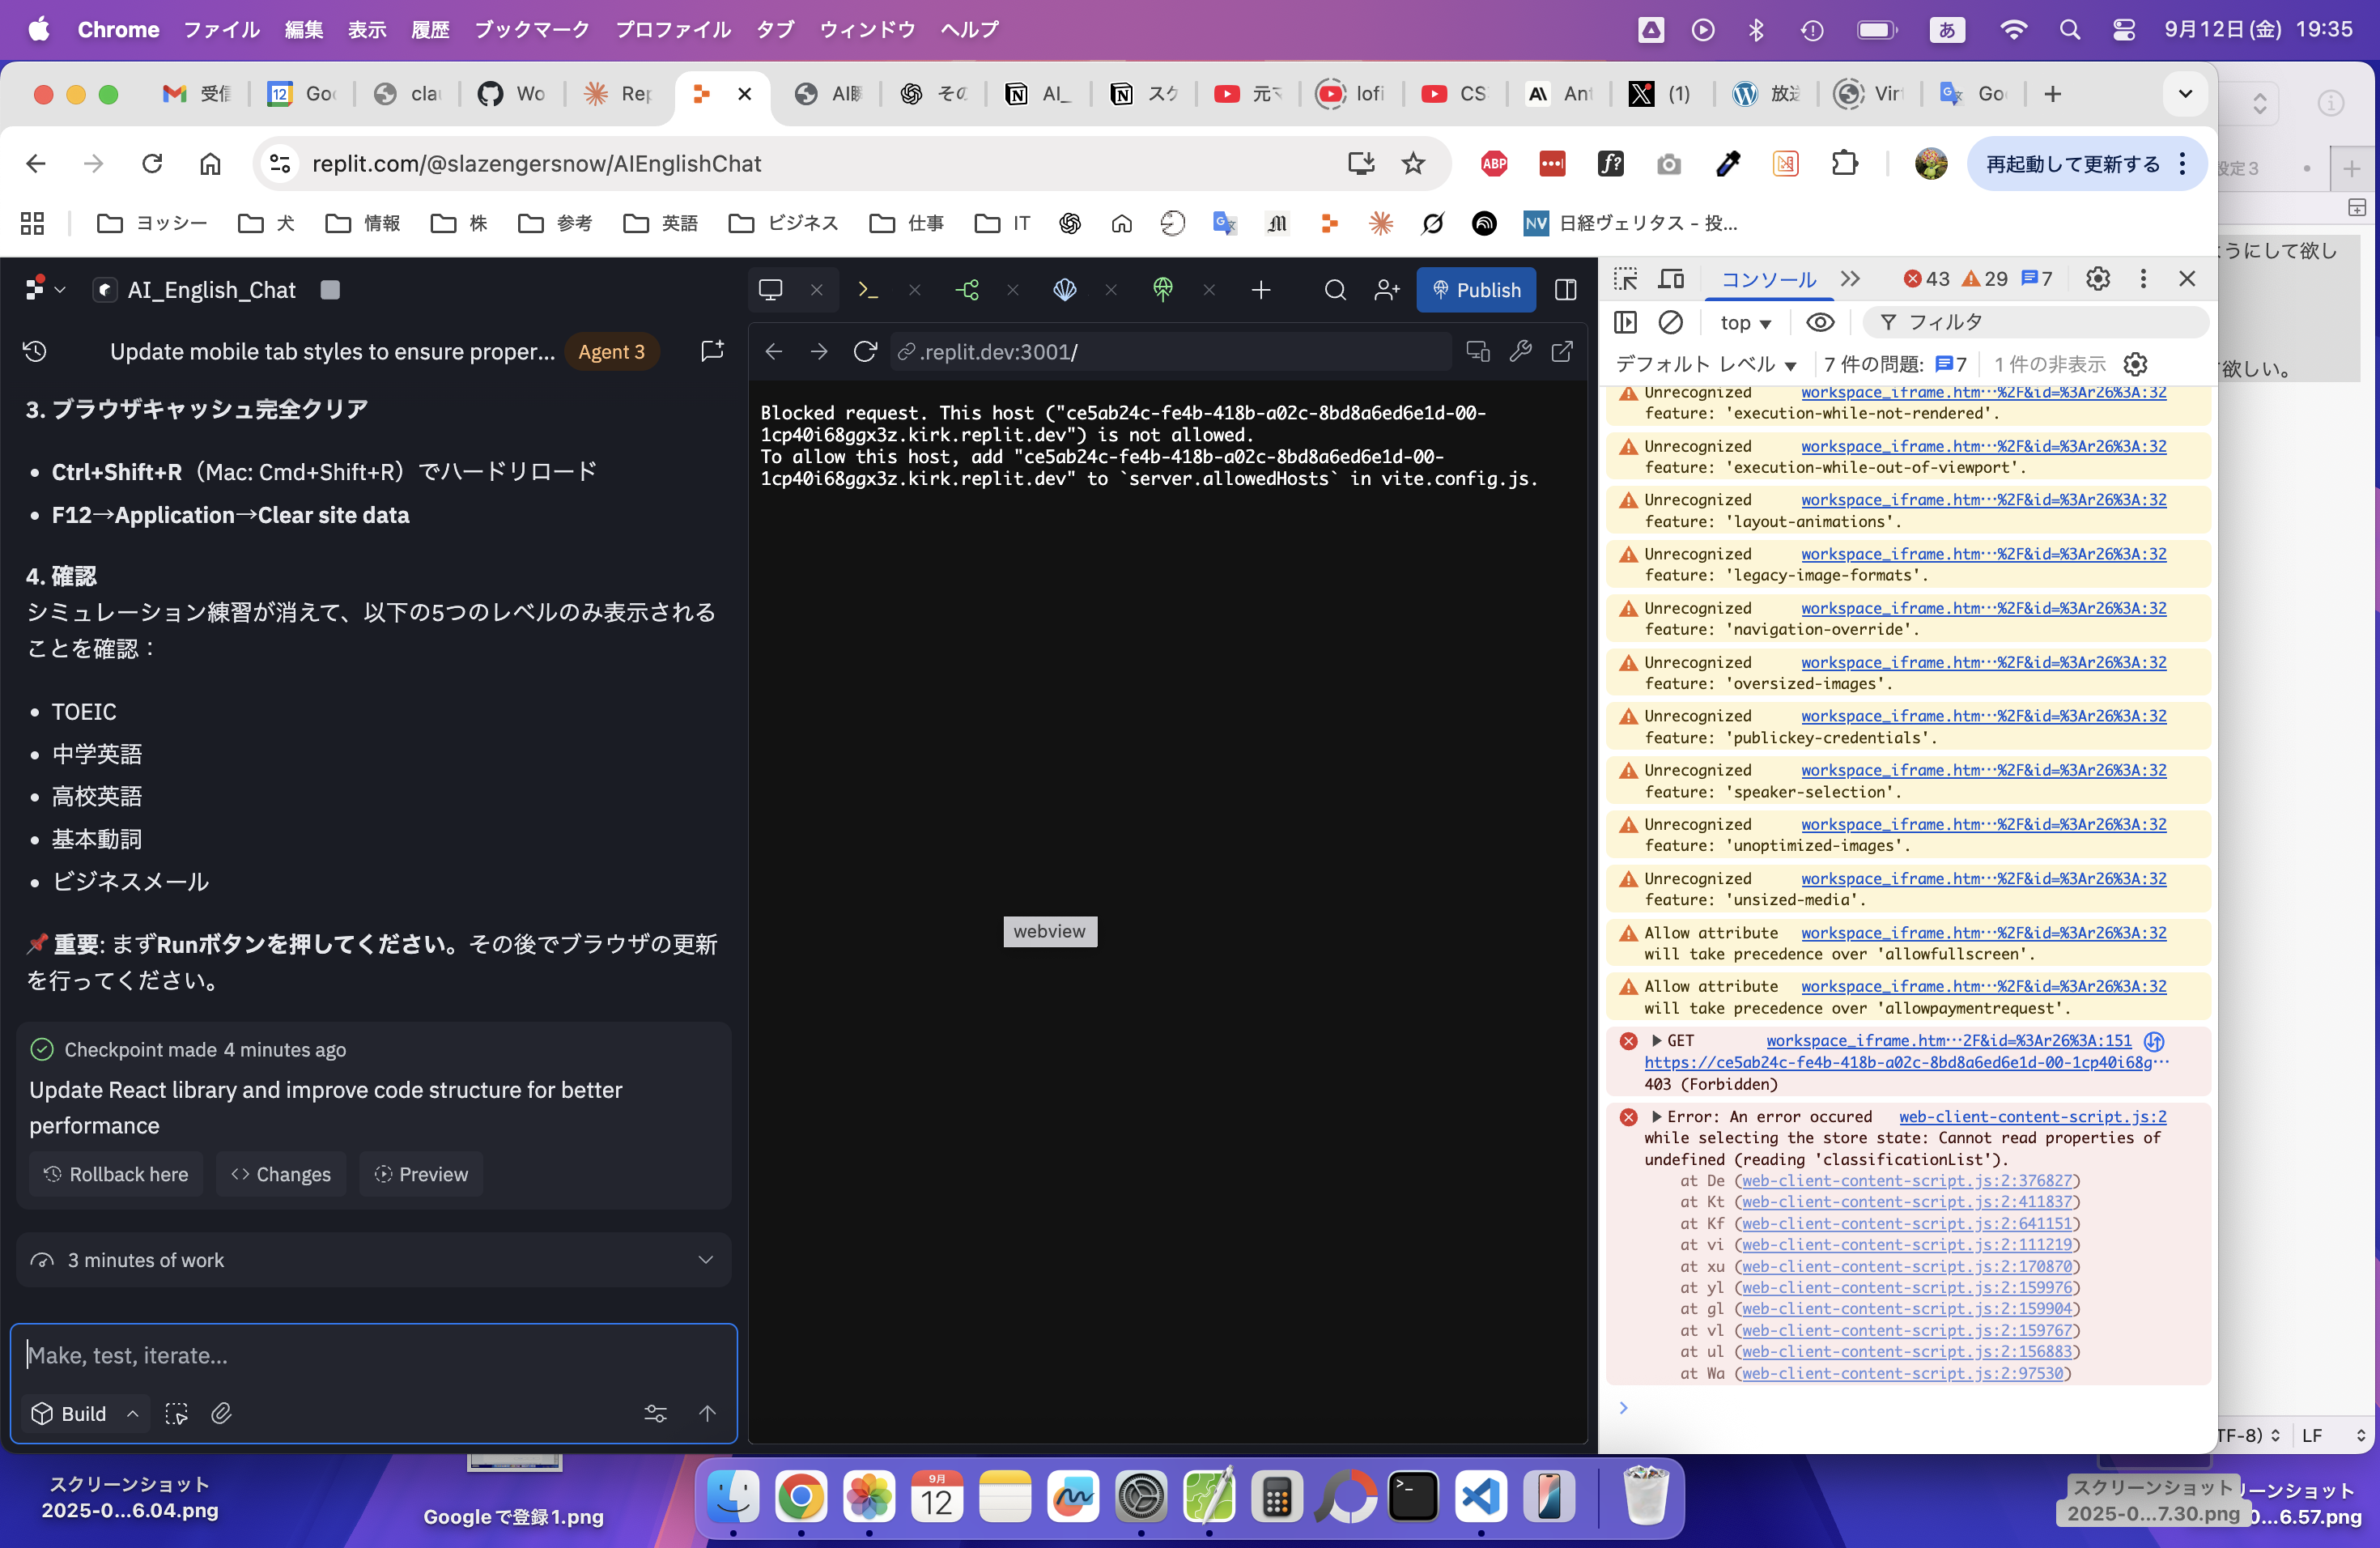 Chrome ファイル 編集 表示 履歴 ブックマーク プロファイル タブ ウィンドウ ヘルプ
あ 9月12日(金) 19:35
受信 Goo clau Wo Rep AI聊 その AI_ スク 元マ lofi CS Ant (1) 放送 Virt Goo
replit.com/@slazengersnow/AIEnglishChat
ABP f? 再起動して更新する
ヨッシー 犬 情報 株 参考 英語 ビジネス 仕事 IT 日経ヴェリタス - 投...
AI_English_Chat
Publish
Update mobile tab styles to ensure proper... Agent 3
.replit.dev:3001/
3. ブラウザキャッシュ完全クリア
• Ctrl+Shift+R（Mac: Cmd+Shift+R）でハードリロード
• F12→Application→Clear site data
4. 確認
シミュレーション練習が消えて、以下の5つのレベルのみ表示される
ことを確認：
• TOEIC
• 中学英語
• 高校英語
• 基本動詞
• ビジネスメール
📌 重要: まずRunボタンを押してください。その後でブラウザの更新
を行ってください。
Checkpoint made 4 minutes ago
Update React library and improve code structure for better
performance
Rollback here Changes Preview
3 minutes of work
Make, test, iterate...
Build
Blocked request. This host ("ce5ab24c-fe4b-418b-a02c-8bd8a6ed6e1d-00-
1cp40i68ggx3z.kirk.replit.dev") is not allowed.
To allow this host, add "ce5ab24c-fe4b-418b-a02c-8bd8a6ed6e1d-00-
1cp40i68ggx3z.kirk.replit.dev" to `server.allowedHosts` in vite.config.js.
webview
コンソール 43 29 7
top ▼ フィルタ
デフォルト レベル ▼ 7 件の問題: 7 1 件の非表示
Unrecognized workspace_iframe.htm…%2F&id=%3Ar26%3A:32
feature: 'execution-while-not-rendered'.
Unrecognized workspace_iframe.htm…%2F&id=%3Ar26%3A:32
feature: 'execution-while-out-of-viewport'.
Unrecognized workspace_iframe.htm…%2F&id=%3Ar26%3A:32
feature: 'layout-animations'.
Unrecognized workspace_iframe.htm…%2F&id=%3Ar26%3A:32
feature: 'legacy-image-formats'.
Unrecognized workspace_iframe.htm…%2F&id=%3Ar26%3A:32
feature: 'navigation-override'.
Unrecognized workspace_iframe.htm…%2F&id=%3Ar26%3A:32
feature: 'oversized-images'.
Unrecognized workspace_iframe.htm…%2F&id=%3Ar26%3A:32
feature: 'publickey-credentials'.
Unrecognized workspace_iframe.htm…%2F&id=%3Ar26%3A:32
feature: 'speaker-selection'.
Unrecognized workspace_iframe.htm…%2F&id=%3Ar26%3A:32
feature: 'unoptimized-images'.
Unrecognized workspace_iframe.htm…%2F&id=%3Ar26%3A:32
feature: 'unsized-media'.
Allow attribute workspace_iframe.htm…%2F&id=%3Ar26%3A:32
will take precedence over 'allowfullscreen'.
Allow attribute workspace_iframe.htm…%2F&id=%3Ar26%3A:32
will take precedence over 'allowpaymentrequest'.
GET workspace_iframe.htm…2F&id=%3Ar26%3A:151
https://ce5ab24c-fe4b-418b-a02c-8bd8a6ed6e1d-00-1cp40i68g…
403 (Forbidden)
Error: An error occured web-client-content-script.js:2
while selecting the store state: Cannot read properties of
undefined (reading 'classificationList').
at De (web-client-content-script.js:2:376827)
at Kt (web-client-content-script.js:2:411837)
at Kf (web-client-content-script.js:2:641151)
at vi (web-client-content-script.js:2:111219)
at xu (web-client-content-script.js:2:170870)
at yl (web-client-content-script.js:2:159976)
at gl (web-client-content-script.js:2:159904)
at vl (web-client-content-script.js:2:159767)
at ul (web-client-content-script.js:2:156883)
at Wa (web-client-content-script.js:2:97530)
設定3
ようにして欲し
て欲しい。
TF-8) LF
スクリーンショット
2025-0...6.04.png
Googleで登録1.png
9月
12
スクリーンショット
2025-0...7.30.png
リーンショット
0...6.57.png